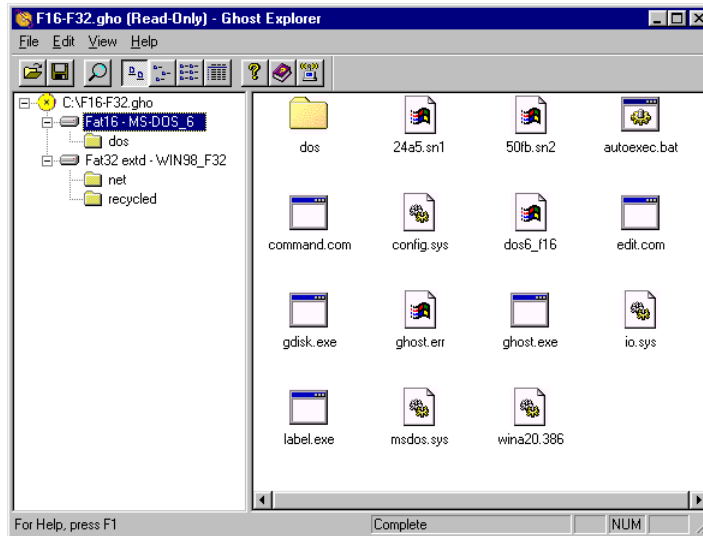 F16-F32.gho (Read-Only) - Ghost Explorer
File Edit View Help
C:\F16-F32.gho
Fat16 - MS-DOS_6
dos
Fat32 extd - WIN98_F32
net
recycled
dos 24a5.sn1 50fb.sn2 autoexec.bat
command.com config.sys dos6_f16 edit.com
gdisk.exe ghost.err ghost.exe io.sys
label.exe msdos.sys wina20.386
For Help, press F1 Complete NUM